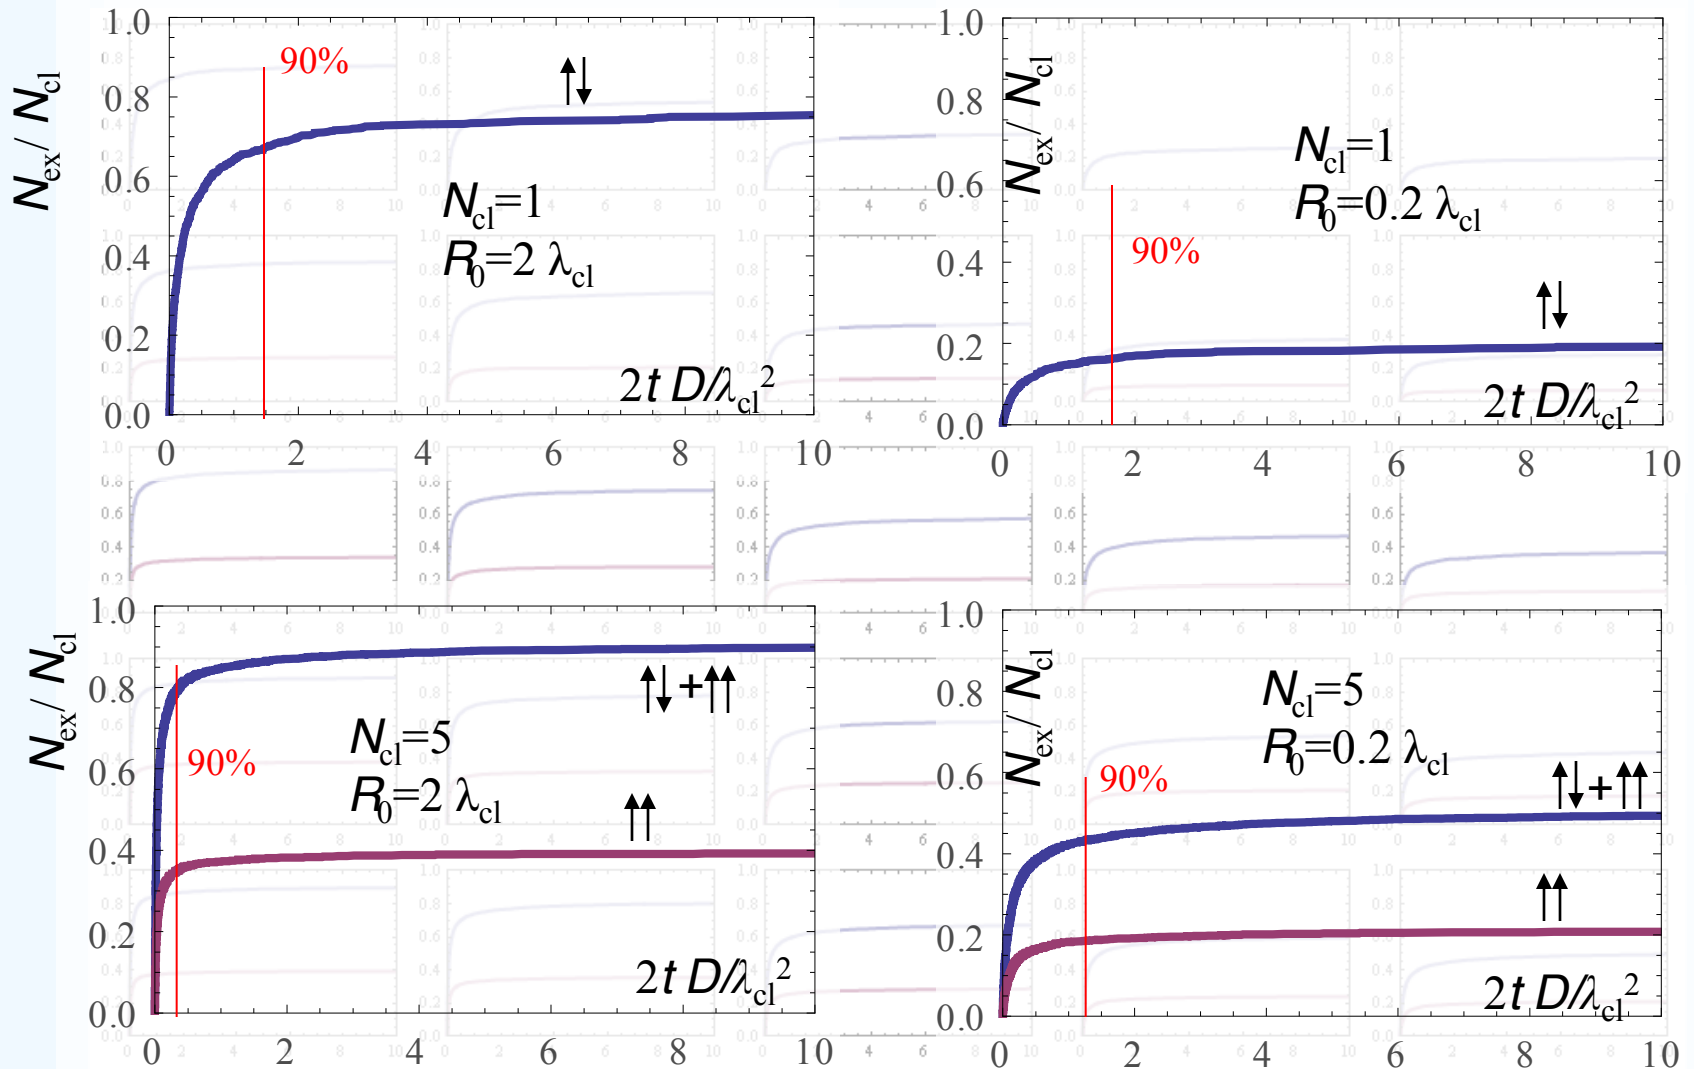 1.0
0.8
0.6
0.4
0.2
0.0
0 2 4 6 8 10
N_ex / N_cl
90%
↑↓
N_cl=1
R_0=2 λ_cl
2t D/λ_cl^2
1.0
0.8
0.6
0.4
0.2
0.0
0 2 4 6 8 10
N_ex / N_cl
N_cl=1
R_0=0.2 λ_cl
90%
↑↓
2t D/λ_cl^2
1.0
0.8
0.6
0.4
0.2
0.0
0 2 4 6 8 10
N_ex / N_cl
↑↓+↑↑
N_cl=5
90%
R_0=2 λ_cl
↑↑
2t D/λ_cl^2
1.0
0.8
0.6
0.4
0.2
0.0
0 2 4 6 8 10
N_ex / N_cl
N_cl=5
R_0=0.2 λ_cl
90%
↑↓+↑↑
↑↑
2t D/λ_cl^2